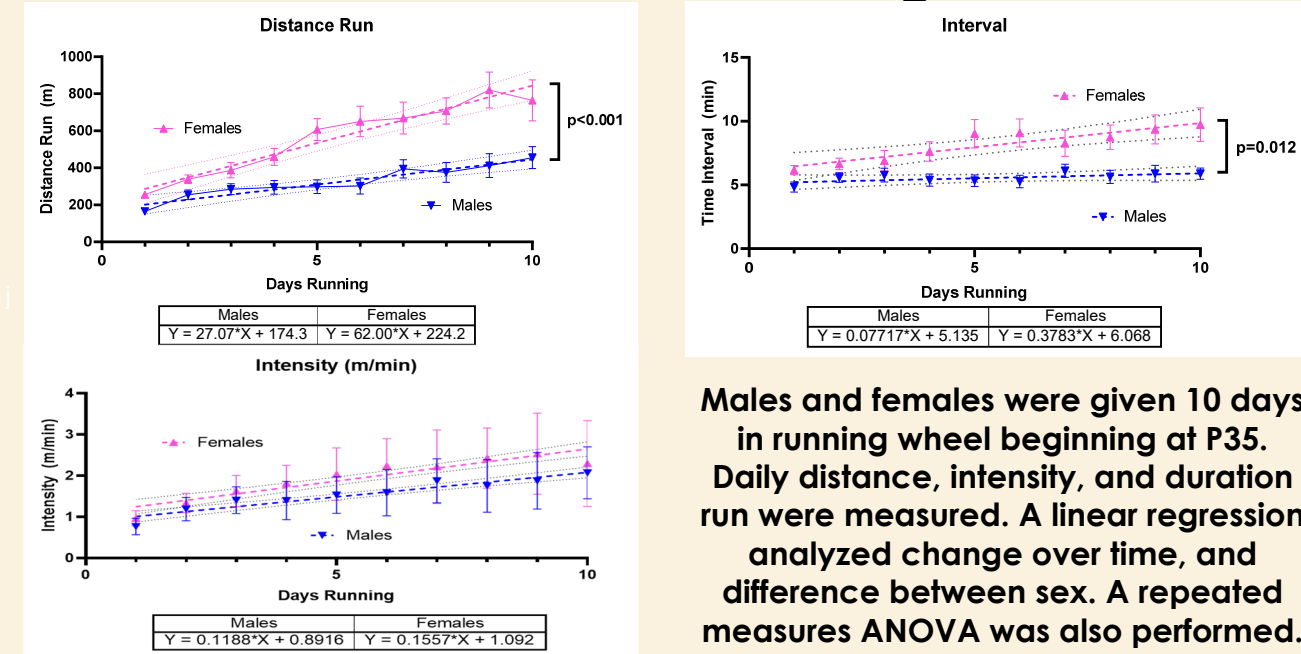 Distance Run
1000
800
600
400
200
0
Distance Run (m)
Females
Males
p<0.001
0 5 10
Days Running
Males Females
Y = 27.07*X + 174.3 Y = 62.00*X + 224.2
Interval
15
10
5
0
Time Interval (min)
Females
Males
p=0.012
0 5 10
Days Running
Males Females
Y = 0.07717*X + 5.135 Y = 0.3783*X + 6.068
Intensity (m/min)
4
3
2
1
0
Intensity (m/min)
Females
Males
0 5 10
Days Running
Males Females
Y = 0.1188*X + 0.8916 Y = 0.1557*X + 1.092
Males and females were given 10 days
in running wheel beginning at P35.
Daily distance, intensity, and duration
run were measured. A linear regression
analyzed change over time, and
difference between sex. A repeated
measures ANOVA was also performed.
j